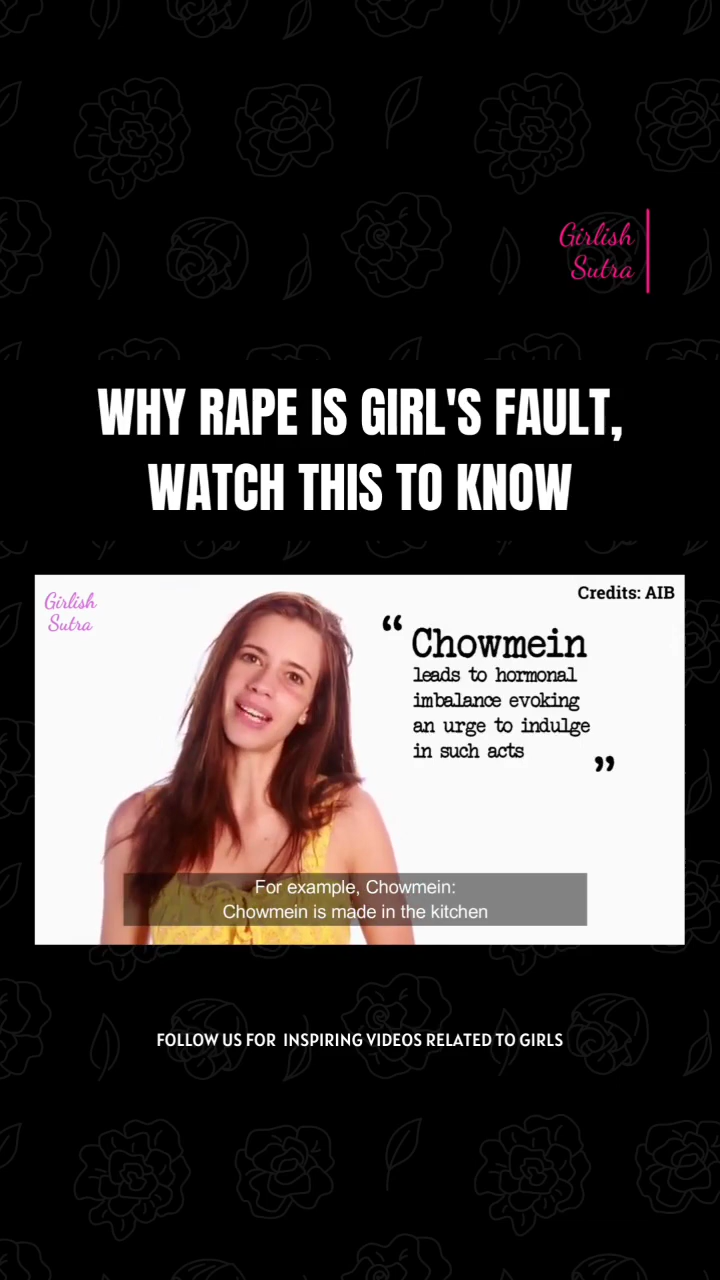 Girlish
Sutra
WHY RAPE IS GIRL'S FAULT,
WATCH THIS TO KNOW
Girlish
Sutra
Credits: AIB
“ Chowmein
leads to hormonal
imbalance evoking
an urge to indulge
in such acts ”
For example, Chowmein:
Chowmein is made in the kitchen
FOLLOW US FOR INSPIRING VIDEOS RELATED TO GIRLS